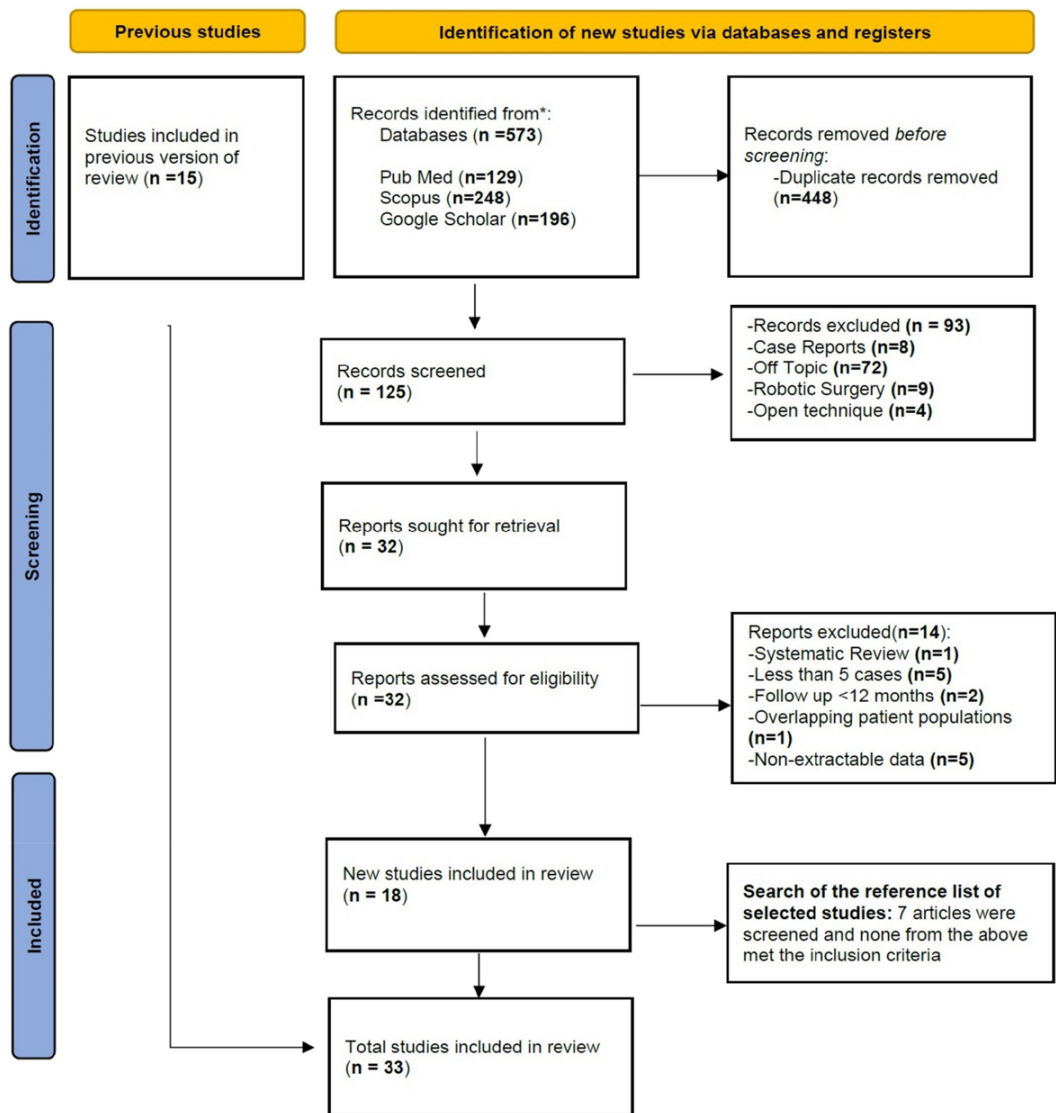 Previous studies
Identification of new studies via databases and registers
Identification
Studies included in
previous version of
review (n =15)
Records identified from*:
Databases (n =573)
Pub Med (n=129)
Scopus (n=248)
Google Scholar (n=196)
Records removed before
screening:
-Duplicate records removed
(n=448)
Screening
Records screened
(n = 125)
-Records excluded (n = 93)
-Case Reports (n=8)
-Off Topic (n=72)
-Robotic Surgery (n=9)
-Open technique (n=4)
Reports sought for retrieval
(n = 32)
Reports assessed for eligibility
(n =32)
Reports excluded(n=14):
-Systematic Review (n=1)
-Less than 5 cases (n=5)
-Follow up <12 months (n=2)
-Overlapping patient populations
(n=1)
-Non-extractable data (n=5)
Included
New studies included in review
(n = 18)
Search of the reference list of
selected studies: 7 articles were
screened and none from the above
met the inclusion criteria
Total studies included in review
(n = 33)